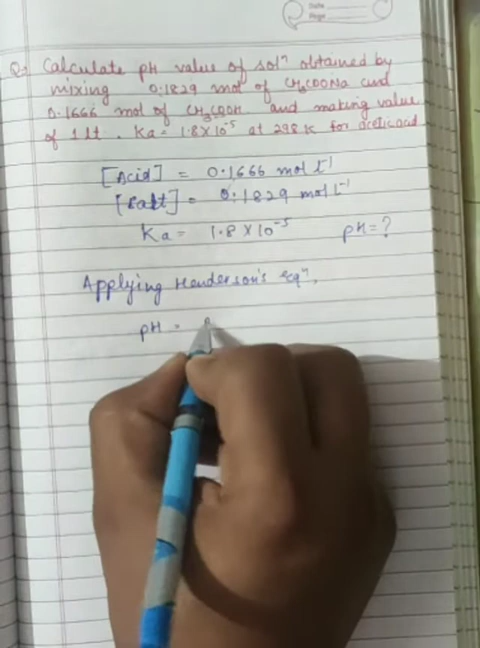 Date
Page
Q. Calculate pH value of solⁿ obtained by
mixing 0.1829 mol of CH₃COONa and
0.1666 mol of CH₃COOH and making value
of 1 lt. Ka = 1.8×10⁻⁵ at 298 K for acetic acid
[Acid] = 0.1666 mol L⁻¹
[Salt] = 0.1829 mol L⁻¹
Ka = 1.8 × 10⁻⁵ pH = ?
Applying Henderson's eqⁿ,
pH =